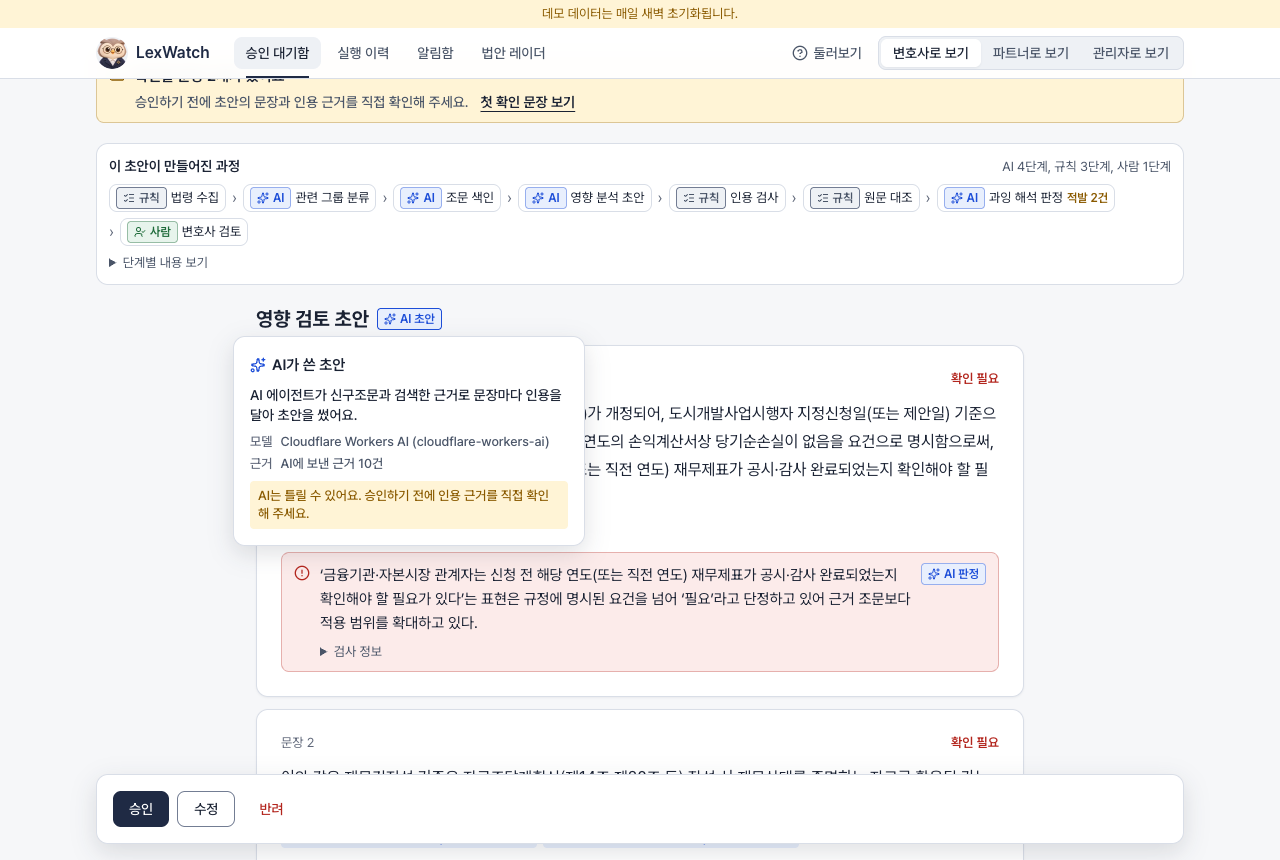 데모 데이터는 매일 새벽 초기화됩니다.
LexWatch 승인 대기함 실행 이력 알림함 법안 레이더 둘러보기 변호사로 보기 파트너로 보기 관리자로 보기
승인하기 전에 초안의 문장과 인용 근거를 직접 확인해 주세요. 첫 확인 문장 보기
이 초안이 만들어진 과정 AI 4단계, 규칙 3단계, 사람 1단계
규칙 법령 수집 › AI 관련 그룹 분류 › AI 조문 색인 › AI 영향 분석 초안 › 규칙 인용 검사 › 규칙 원문 대조 › AI 과잉 해석 판정 적발 2건
› 사람 변호사 검토
▶ 단계별 내용 보기
영향 검토 초안 AI 초안
AI가 쓴 초안
AI 에이전트가 신구조문과 검색한 근거로 문장마다 인용을
달아 초안을 썼어요.
모델 Cloudflare Workers AI (cloudflare-workers-ai)
근거 AI에 보낸 근거 10건
AI는 틀릴 수 있어요. 승인하기 전에 인용 근거를 직접 확인
해 주세요.
확인 필요
)가 개정되어, 도시개발사업시행자 지정신청일(또는 제안일) 기준으
연도의 손익계산서상 당기순손실이 없음을 요건으로 명시함으로써,
는 직전 연도) 재무제표가 공시·감사 완료되었는지 확인해야 할 필
‘금융기관·자본시장 관계자는 신청 전 해당 연도(또는 직전 연도) 재무제표가 공시·감사 완료되었는지 AI 판정
확인해야 할 필요가 있다’는 표현은 규정에 명시된 요건을 넘어 ‘필요’라고 단정하고 있어 근거 조문보다
적용 범위를 확대하고 있다.
▶ 검사 정보
문장 2 확인 필요
승인 수정 반려